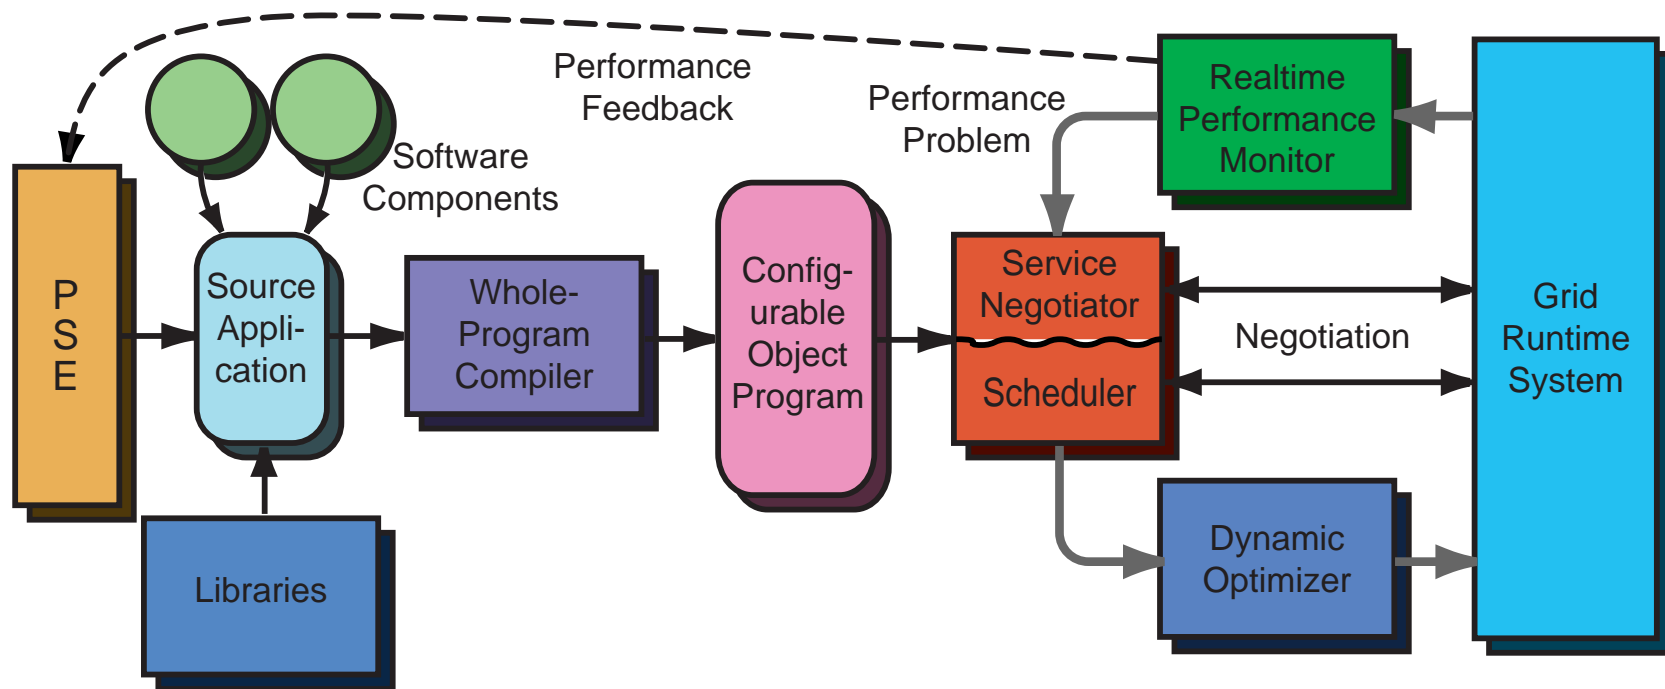 Performance
Feedback
Performance
Problem
Realtime
Performance
Monitor
Software
Components
P
S
E
Source
Appli-
cation
Whole-
Program
Compiler
Config-
urable
Object
Program
Service
Negotiator
Scheduler
Negotiation
Grid
Runtime
System
Libraries
Dynamic
Optimizer